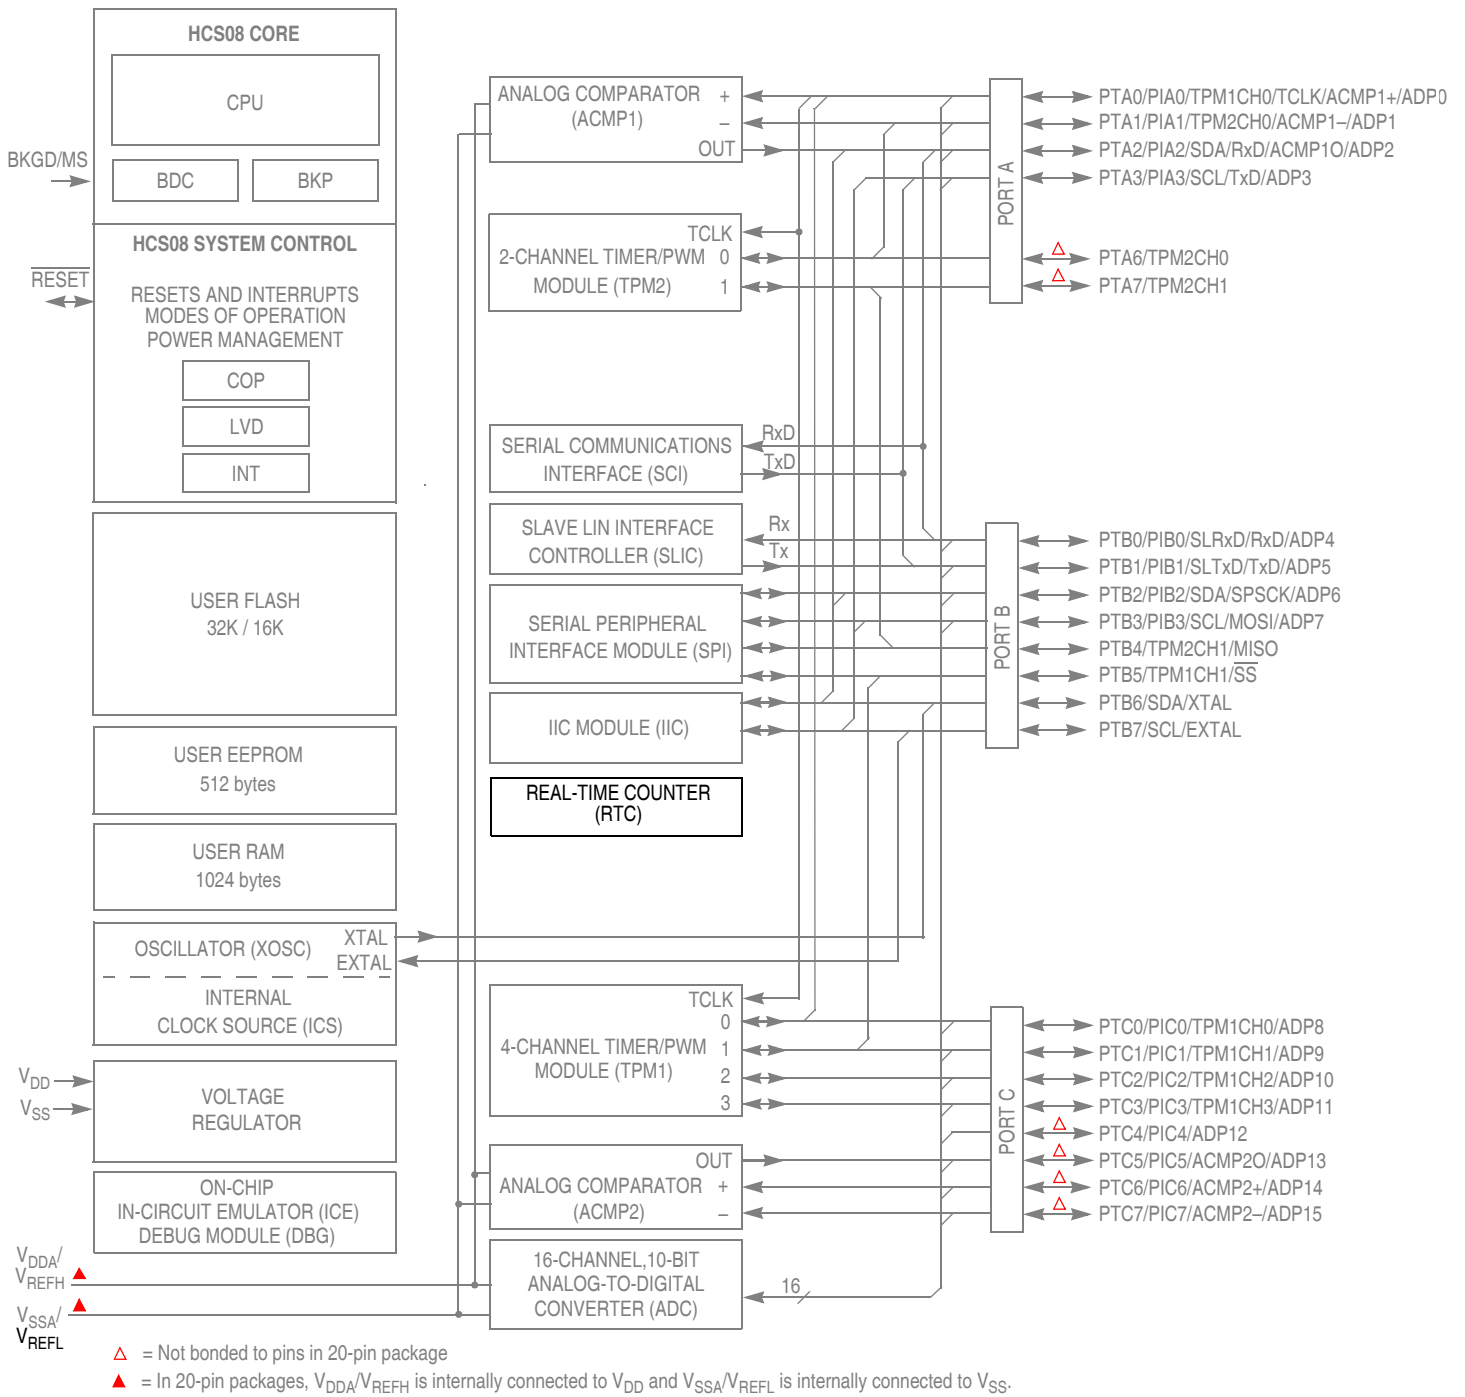 HCS08 CORE
CPU
BKGD/MS
BDC
BKP
HCS08 SYSTEM CONTROL
RESET
RESETS AND INTERRUPTS
MODES OF OPERATION
POWER MANAGEMENT
COP
LVD
INT
USER FLASH
32K / 16K
USER EEPROM
512 bytes
USER RAM
1024 bytes
OSCILLATOR (XOSC)
XTAL
EXTAL
INTERNAL
CLOCK SOURCE (ICS)
VDD
VSS
VOLTAGE
REGULATOR
ON-CHIP
IN-CIRCUIT EMULATOR (ICE)
DEBUG MODULE (DBG)
VDDA/
VREFH
VSSA/
VREFL
ANALOG COMPARATOR
(ACMP1)
+
–
OUT
TCLK
2-CHANNEL TIMER/PWM
MODULE (TPM2)
0
1
SERIAL COMMUNICATIONS
INTERFACE (SCI)
RxD
TxD
SLAVE LIN INTERFACE
CONTROLLER (SLIC)
Rx
Tx
SERIAL PERIPHERAL
INTERFACE MODULE (SPI)
IIC MODULE (IIC)
REAL-TIME COUNTER
(RTC)
TCLK
0
4-CHANNEL TIMER/PWM
MODULE (TPM1)
1
2
3
OUT
ANALOG COMPARATOR
(ACMP2)
+
–
16-CHANNEL,10-BIT
ANALOG-TO-DIGITAL
CONVERTER (ADC)
16
PORT A
PTA0/PIA0/TPM1CH0/TCLK/ACMP1+/ADP0
PTA1/PIA1/TPM2CH0/ACMP1–/ADP1
PTA2/PIA2/SDA/RxD/ACMP1O/ADP2
PTA3/PIA3/SCL/TxD/ADP3
PTA6/TPM2CH0
PTA7/TPM2CH1
PORT B
PTB0/PIB0/SLRxD/RxD/ADP4
PTB1/PIB1/SLTxD/TxD/ADP5
PTB2/PIB2/SDA/SPSCK/ADP6
PTB3/PIB3/SCL/MOSI/ADP7
PTB4/TPM2CH1/MISO
PTB5/TPM1CH1/SS
PTB6/SDA/XTAL
PTB7/SCL/EXTAL
PORT C
PTC0/PIC0/TPM1CH0/ADP8
PTC1/PIC1/TPM1CH1/ADP9
PTC2/PIC2/TPM1CH2/ADP10
PTC3/PIC3/TPM1CH3/ADP11
PTC4/PIC4/ADP12
PTC5/PIC5/ACMP2O/ADP13
PTC6/PIC6/ACMP2+/ADP14
PTC7/PIC7/ACMP2–/ADP15
△ = Not bonded to pins in 20-pin package
▲ = In 20-pin packages, VDDA/VREFH is internally connected to VDD and VSSA/VREFL is internally connected to VSS.